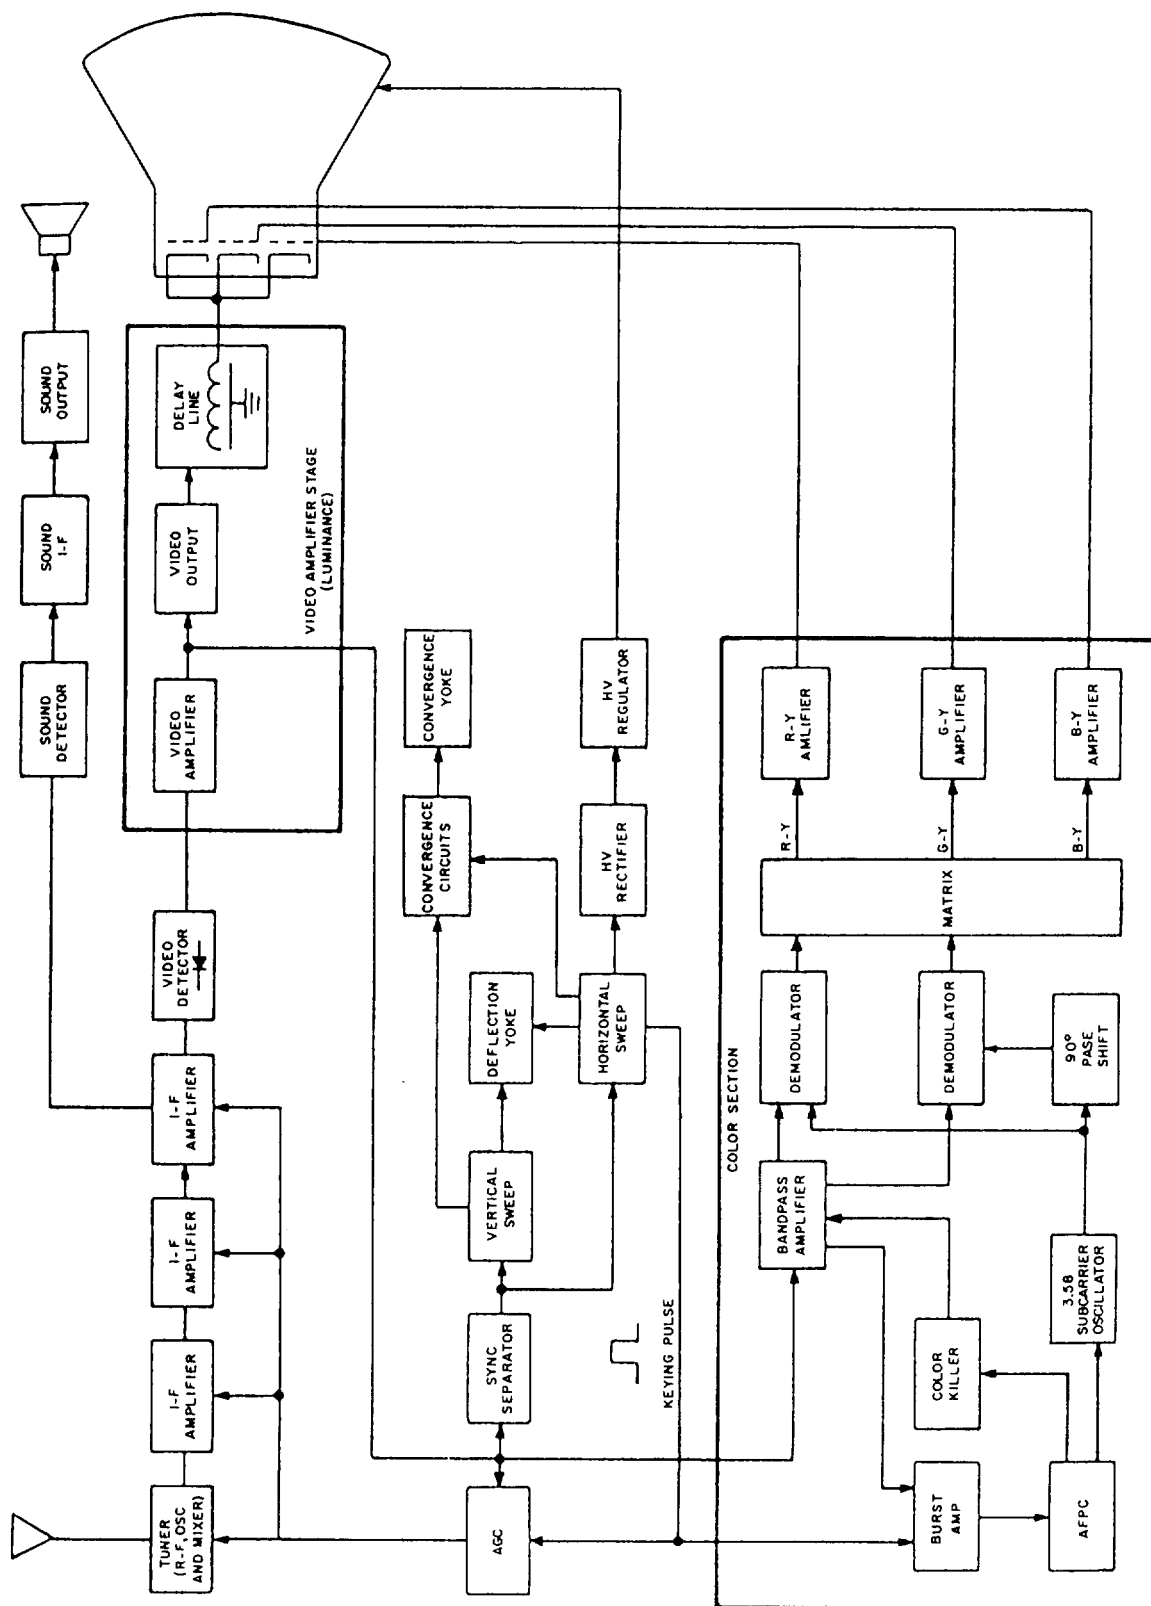 TUNER
(R-F, OSC
AND MIXER)
I-F
AMPLIFIER
I-F
AMPLIFIER
I-F
AMPLIFIER
VIDEO
DETECTOR
SOUND
DETECTOR
SOUND
I-F
SOUND
OUTPUT
VIDEO
AMPLIFIER
VIDEO
OUTPUT
DELAY
LINE
VIDEO AMPLIFIER STAGE
(LUMINANCE)
AGC
SYNC
SEPARATOR
VERTICAL
SWEEP
DEFLECTION
YOKE
CONVERGENCE
CIRCUITS
CONVERGENCE
YOKE
HORIZONTAL
SWEEP
HV
RECTIFIER
HV
REGULATOR
KEYING PULSE
COLOR SECTION
BANDPASS
AMPLIFIER
DEMODULATOR
DEMODULATOR
MATRIX
R-Y
G-Y
B-Y
R-Y
AMLIFIER
G-Y
AMPLIFIER
B-Y
AMPLIFIER
BURST
AMP
COLOR
KILLER
AFPC
3.58
SUBCARRIER
OSCILLATOR
90°
PASE
SHIFT